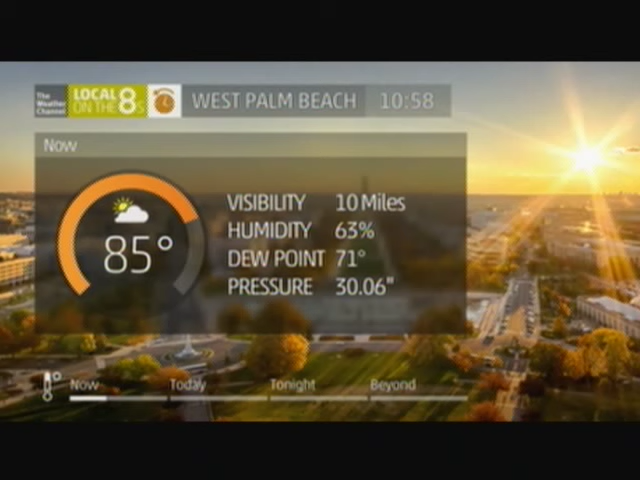 The Weather Channel
LOCAL ON THE 8s
WEST PALM BEACH 10:58
Now
85°
VISIBILITY 10 Miles
HUMIDITY 63%
DEW POINT 71°
PRESSURE 30.06"
Now Today Tonight Beyond